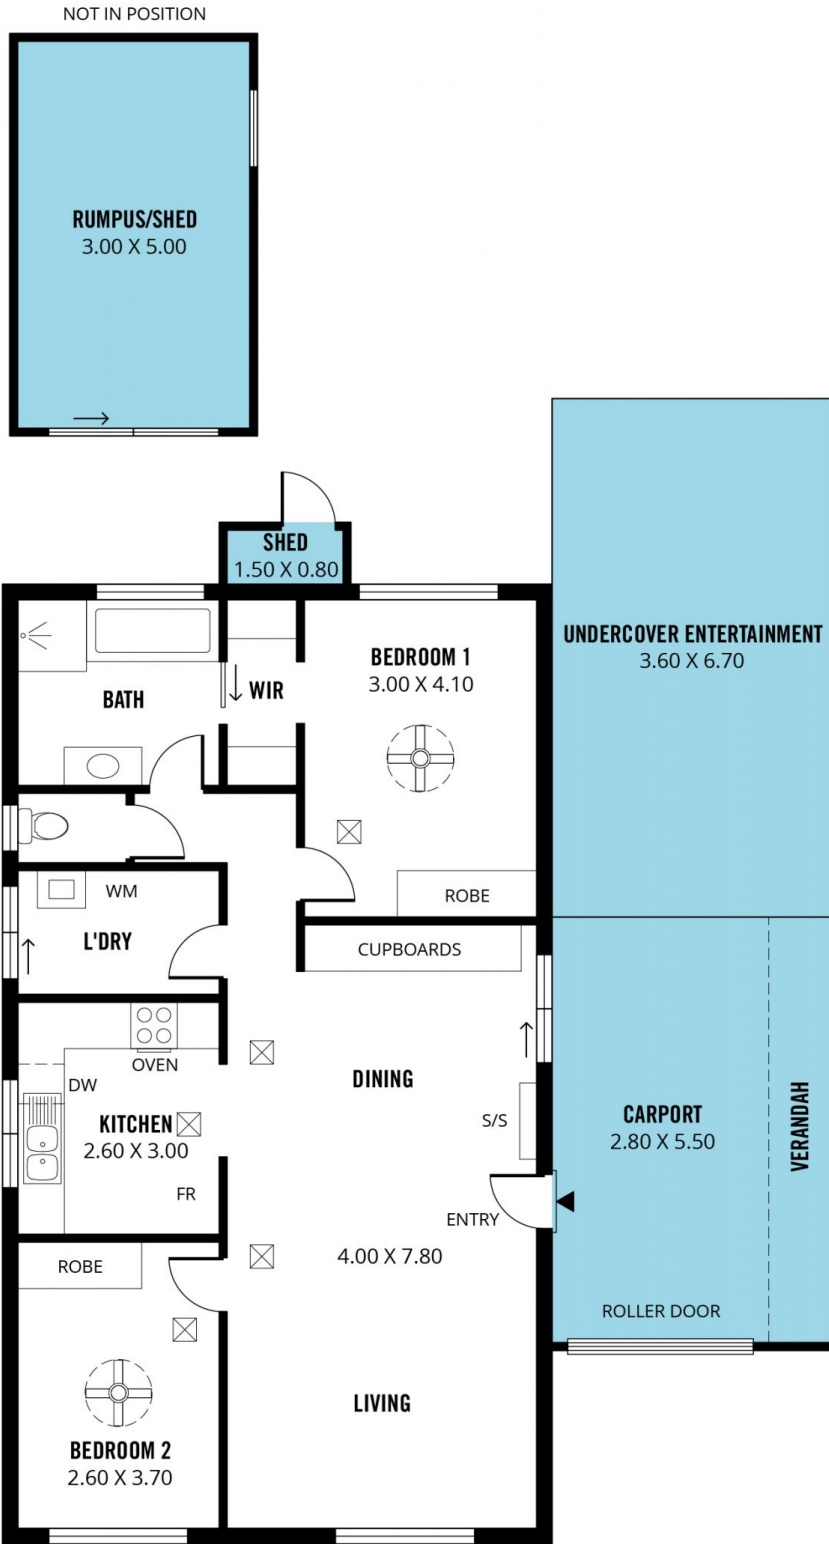 NOT IN POSITION
RUMPUS/SHED
3.00 X 5.00
SHED
1.50 X 0.80
UNDERCOVER ENTERTAINMENT
3.60 X 6.70
BATH
WIR
BEDROOM 1
3.00 X 4.10
ROBE
WM
L'DRY
CUPBOARDS
OVEN
DW
KITCHEN
2.60 X 3.00
FR
DINING
S/S
ENTRY
4.00 X 7.80
LIVING
CARPORT
2.80 X 5.50
VERANDAH
ROLLER DOOR
ROBE
BEDROOM 2
2.60 X 3.70